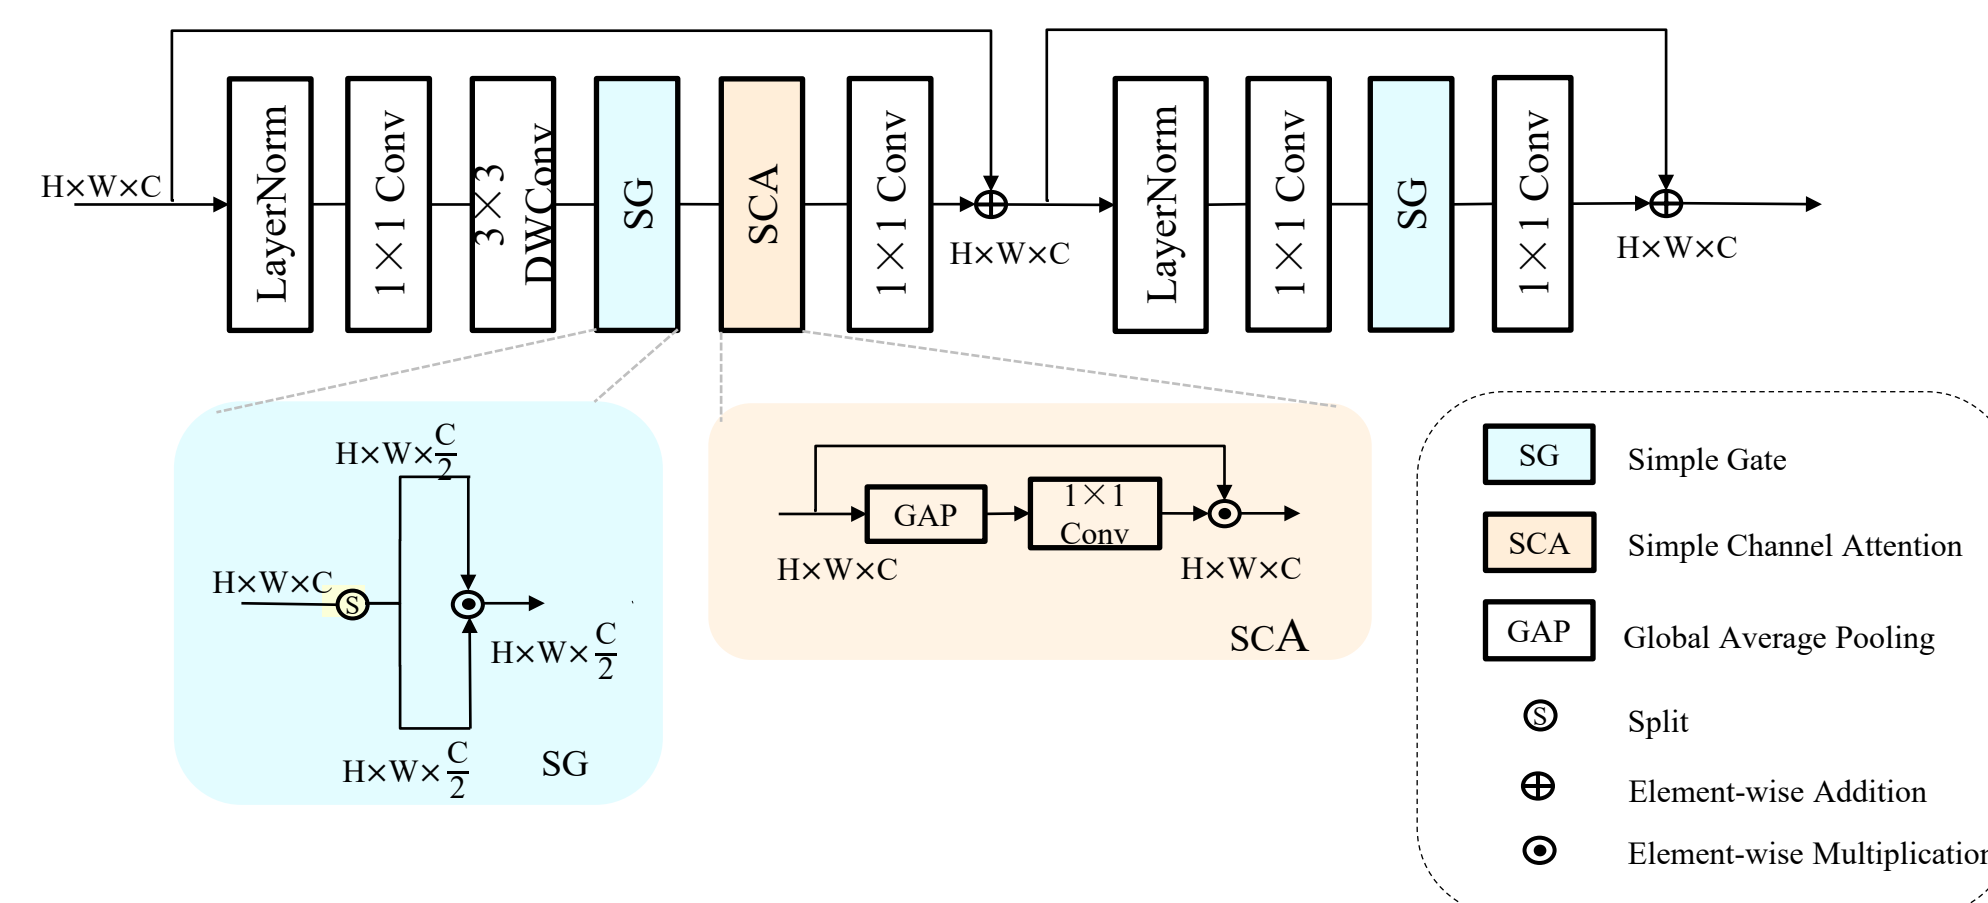 H×W×C
LayerNorm
1×1 Conv
3×3
DWConv
SG
SCA
1×1 Conv
H×W×C
LayerNorm
1×1 Conv
SG
1×1 Conv
H×W×C
H×W×C/2
H×W×C
S
H×W×C/2
H×W×C/2
SG
GAP
1×1
Conv
H×W×C
H×W×C
SCA
SG Simple Gate
SCA Simple Channel Attention
GAP Global Average Pooling
S Split
Element-wise Addition
Element-wise Multiplication